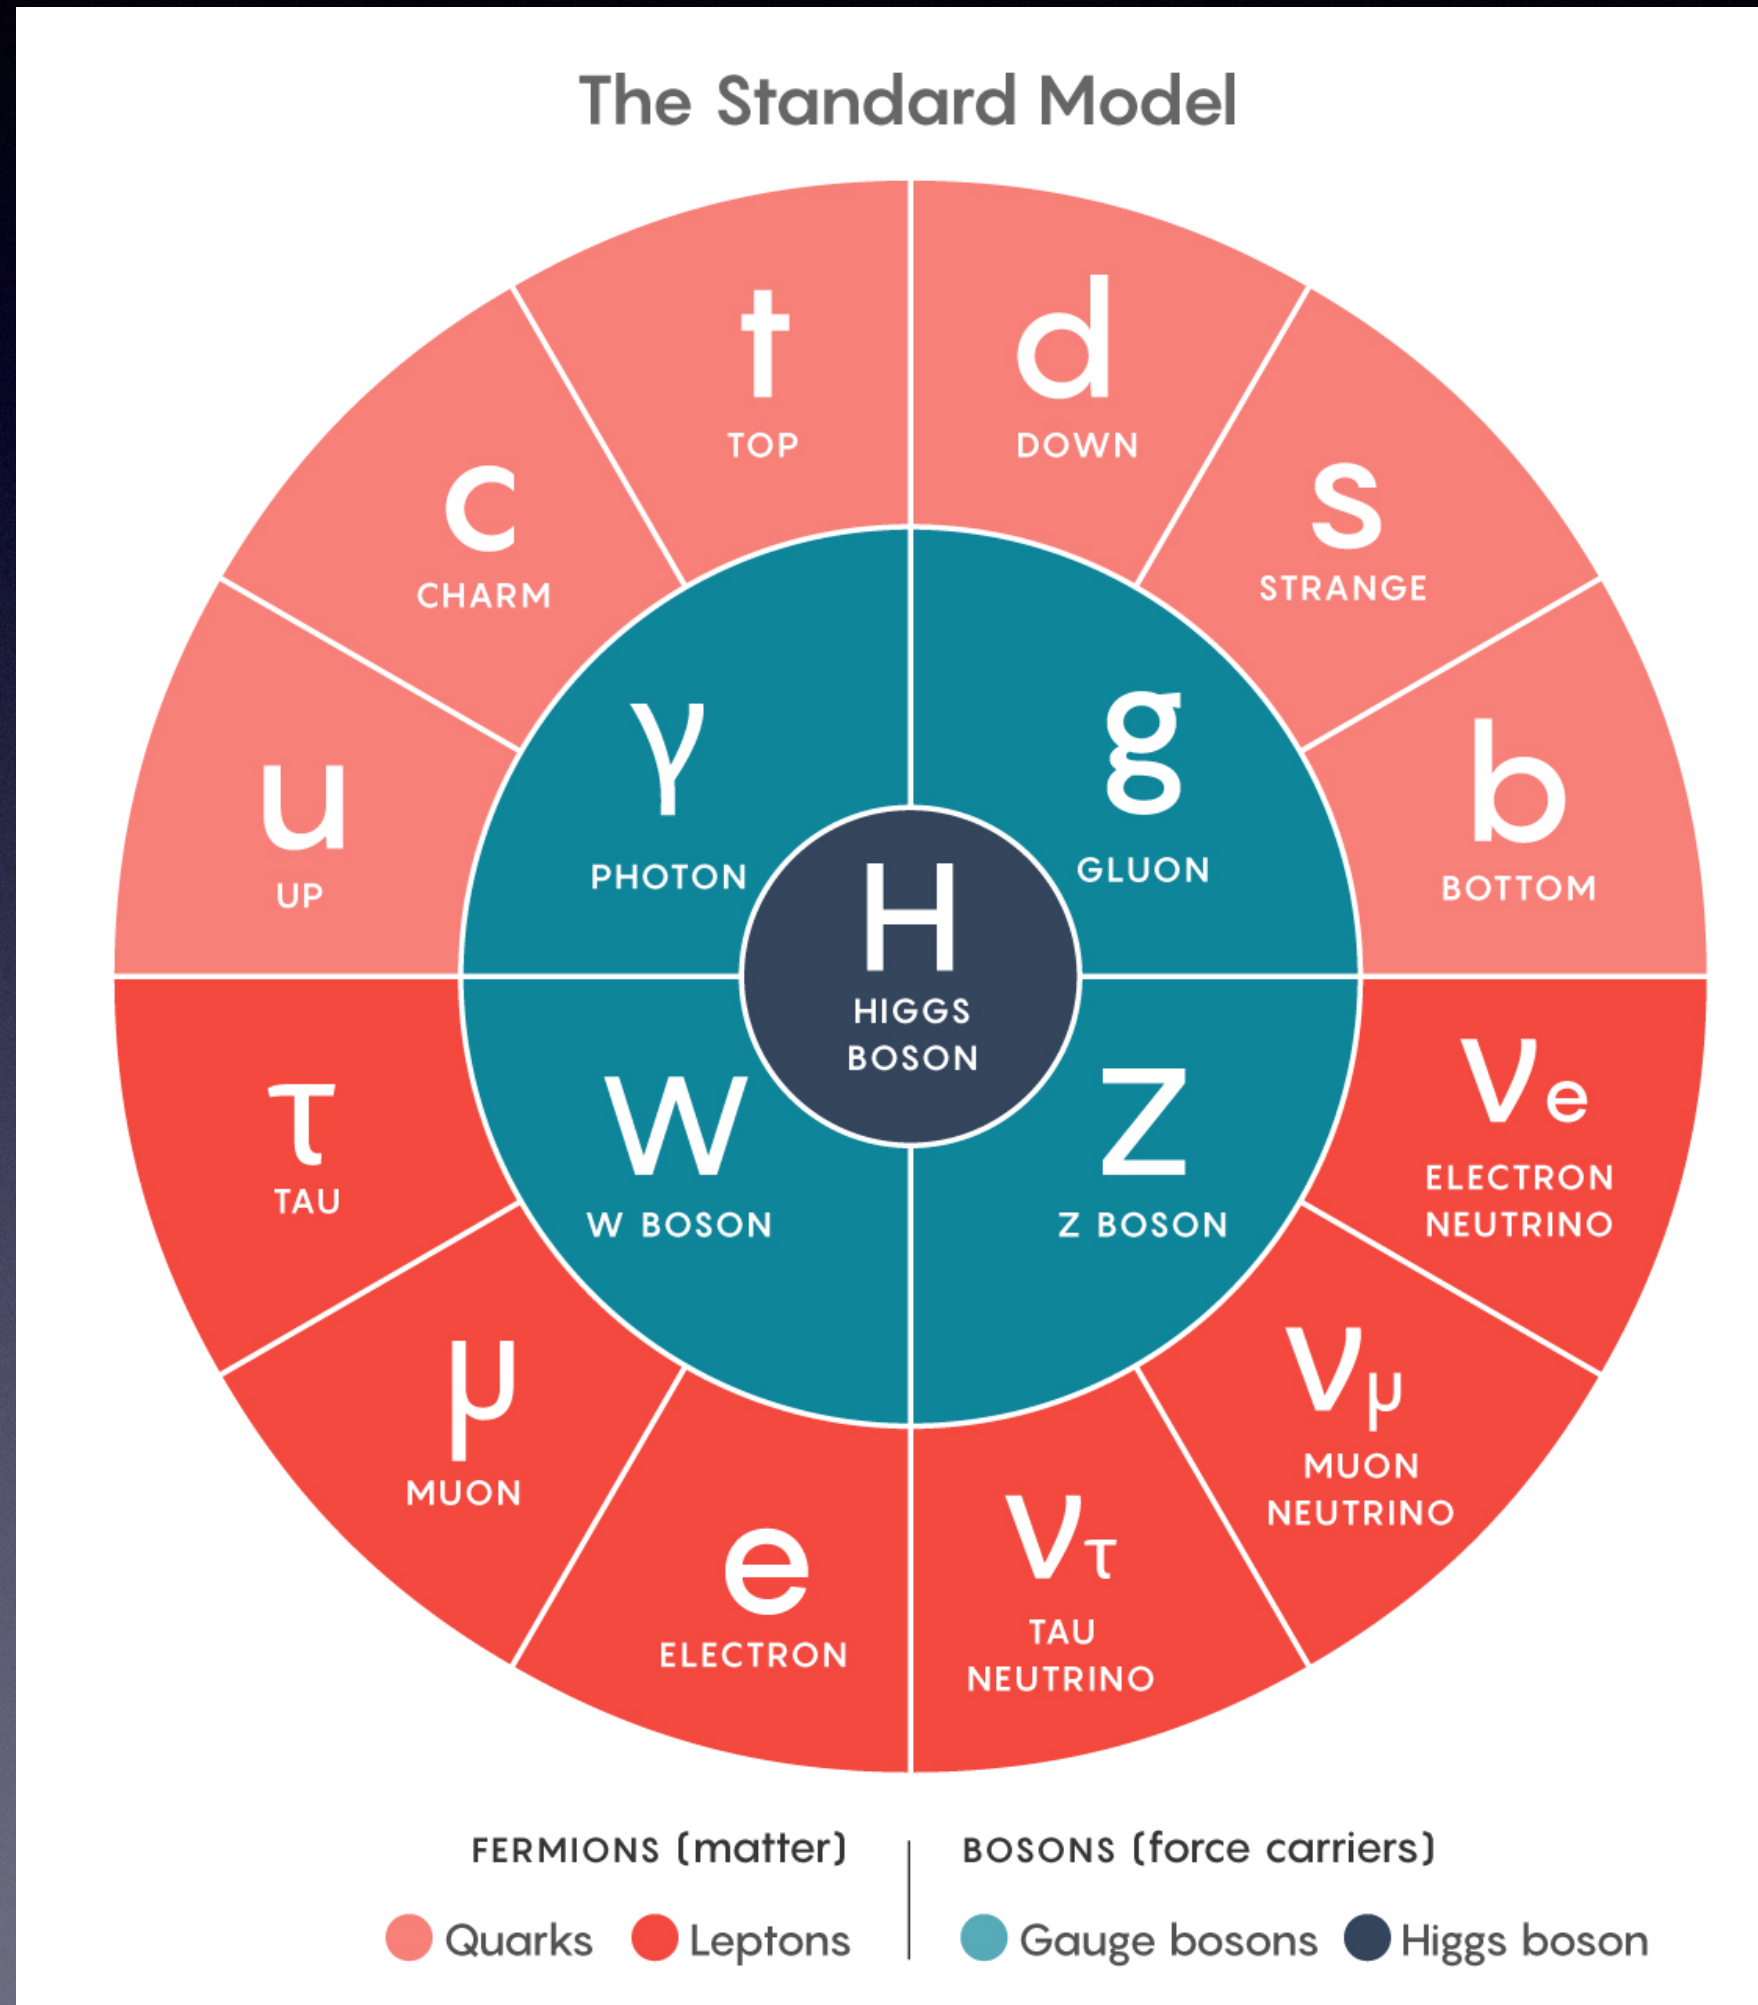 The Standard Model
t
TOP
d
DOWN
c
CHARM
s
STRANGE
u
UP
b
BOTTOM
γ
PHOTON
g
GLUON
H
HIGGS
BOSON
W
W BOSON
Z
Z BOSON
τ
TAU
νe
ELECTRON
NEUTRINO
μ
MUON
νμ
MUON
NEUTRINO
e
ELECTRON
ντ
TAU
NEUTRINO
FERMIONS (matter)
BOSONS (force carriers)
Quarks
Leptons
Gauge bosons
Higgs boson